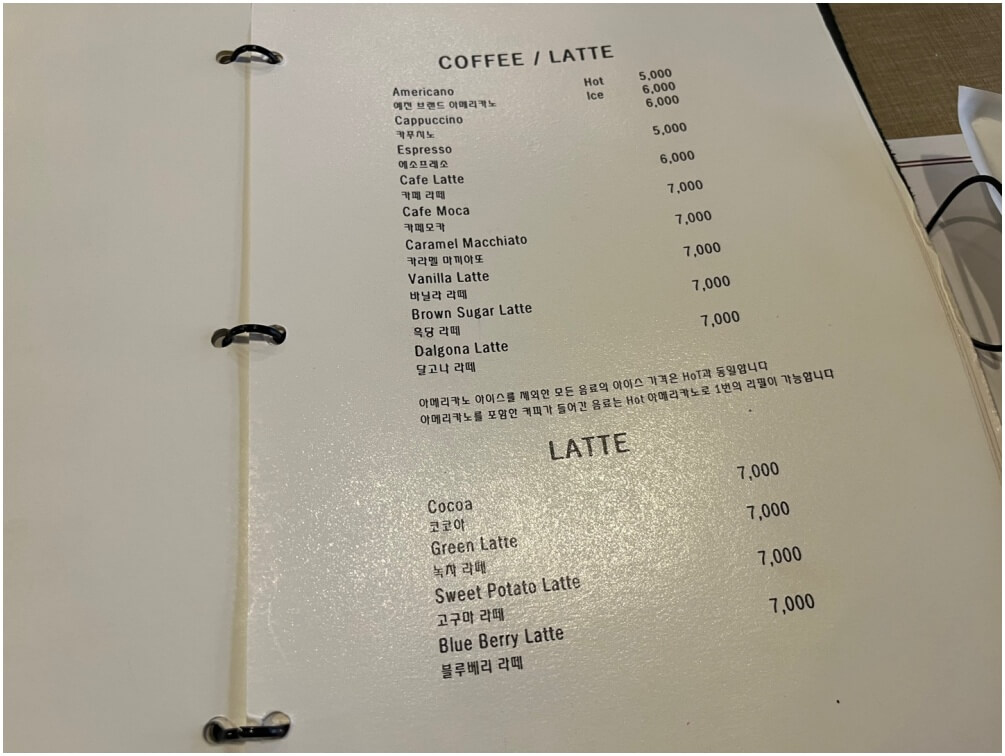 COFFEE / LATTE
Americano Hot 5,000
브랜드 아메리카노 Ice 6,000
Cappuccino 6,000
카푸치노
Espresso 5,000
에소프레소
Cafe Latte 6,000
카페 라떼
Cafe Moca 7,000
카페모카
Caramel Macchiato 7,000
카라멜 마끼아또
Vanilla Latte 7,000
바닐라 라떼
Brown Sugar Latte 7,000
흑당 라떼
Dalgona Latte 7,000
달고나 라떼
아메리카노 아이스를 제외한 모든 음료의 아이스 가격은 HoT과 동일합니다
아메리카노를 포함인 커피가 들어간 음료는 Hot 아메리카노로 1번의 리필이 가능합니다
LATTE
Cocoa 7,000
코코아
Green Latte 7,000
녹차 라떼
Sweet Potato Latte 7,000
고구마 라떼
Blue Berry Latte 7,000
블루베리 라떼